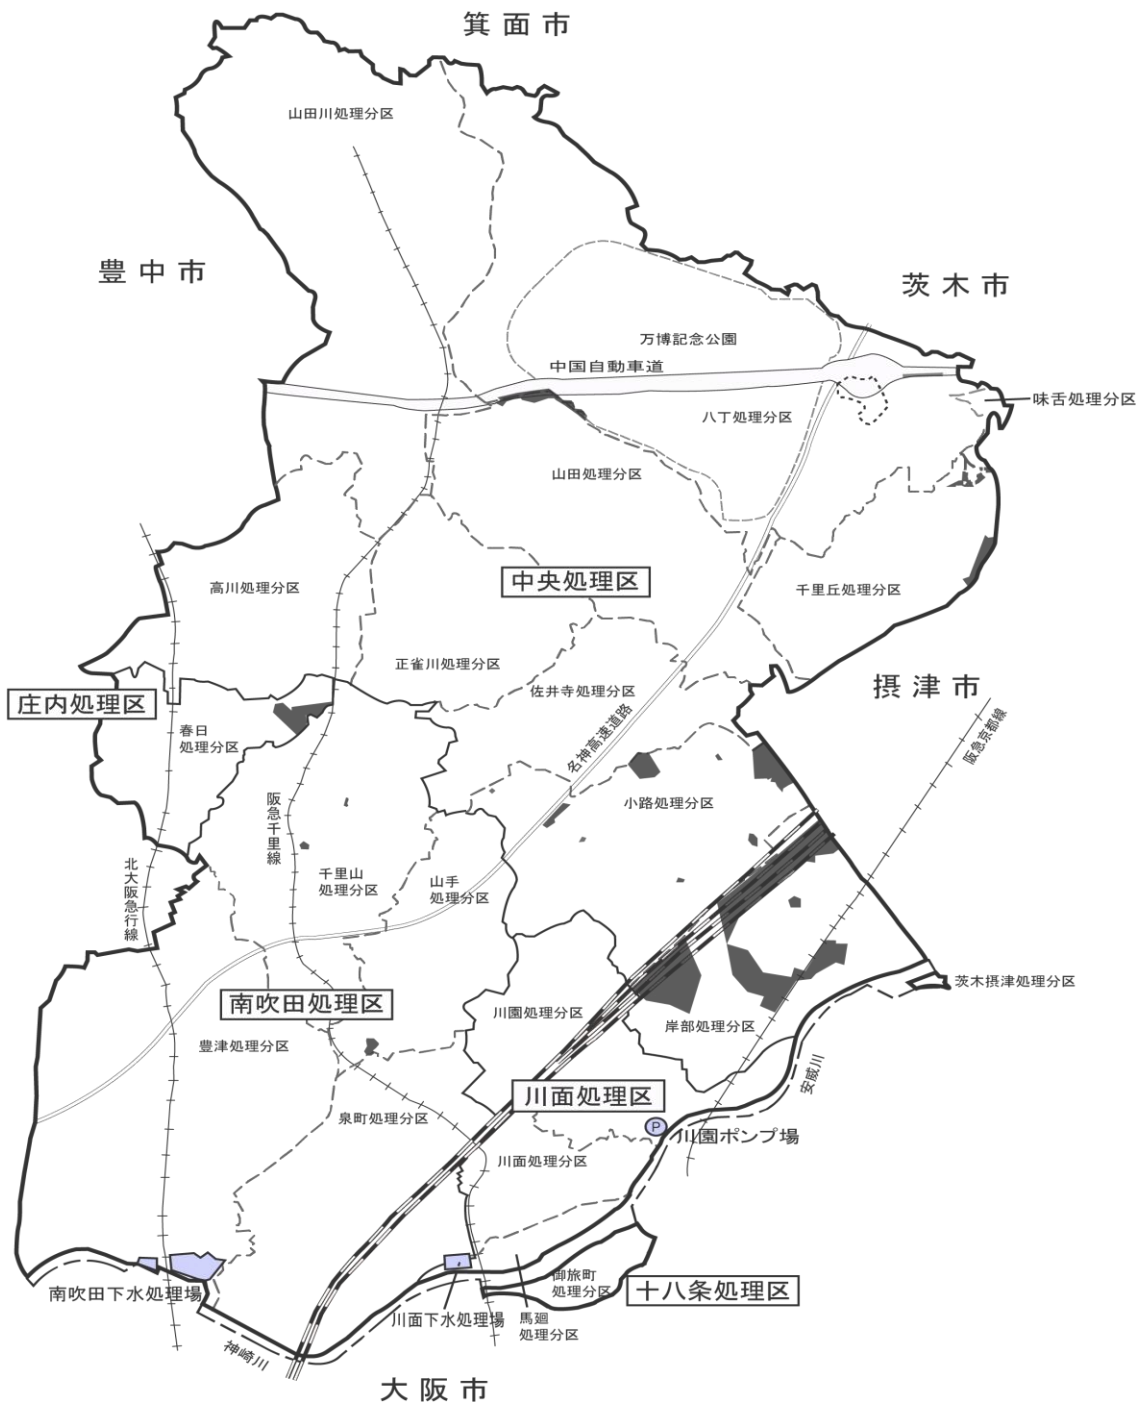 箕面市
山田川処理分区
豊中市
茨木市
万博記念公園
中国自動車道
味舌処理分区
八丁処理分区
山田処理分区
中央処理区
高川処理分区
千里丘処理分区
正雀川処理分区
佐井寺処理分区
摂津市
庄内処理区
春日
処理分区
名神高速道路
阪急京都線
阪急千里線
小路処理分区
北大阪急行線
千里山
処理分区
山手
処理分区
茨木摂津処理分区
南吹田処理区
川園処理分区
岸部処理分区
豊津処理分区
安威川
川面処理区
泉町処理分区
P
川園ポンプ場
川面処理分区
御旅町
処理分区
十八条処理区
南吹田下水処理場
川面下水処理場
馬廻
処理分区
神崎川
大阪市